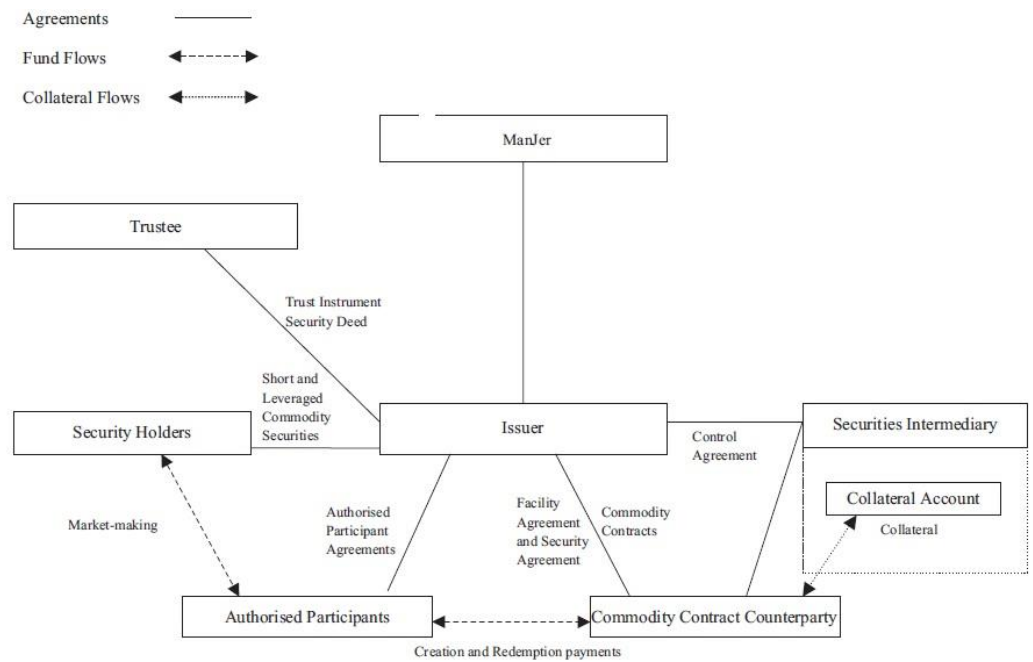 Agreements
Fund Flows
Collateral Flows
ManJer
Trustee
Trust Instrument
Security Deed
Short and
Leveraged
Commodity
Securities
Security Holders
Issuer
Securities Intermediary
Control
Agreement
Collateral Account
Collateral
Market-making
Authorised
Participant
Agreements
Facility
Agreement
and Security
Agreement
Commodity
Contracts
Authorised Participants
Commodity Contract Counterparty
Creation and Redemption payments